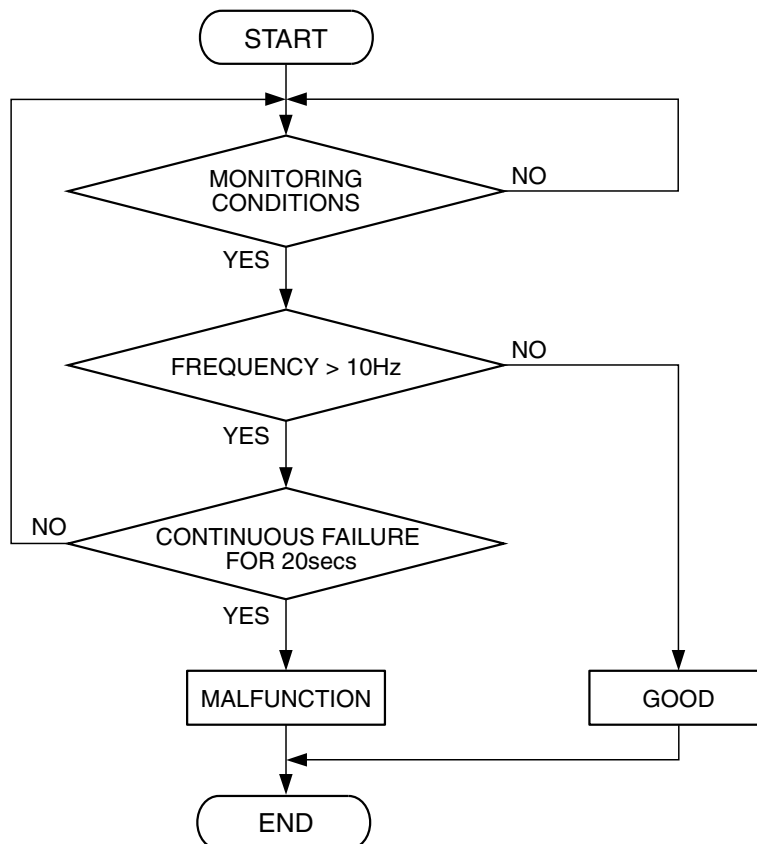 START
MONITORING
CONDITIONS
NO
YES
FREQUENCY > 10Hz
NO
YES
CONTINUOUS FAILURE
FOR 20secs
NO
YES
MALFUNCTION
GOOD
END